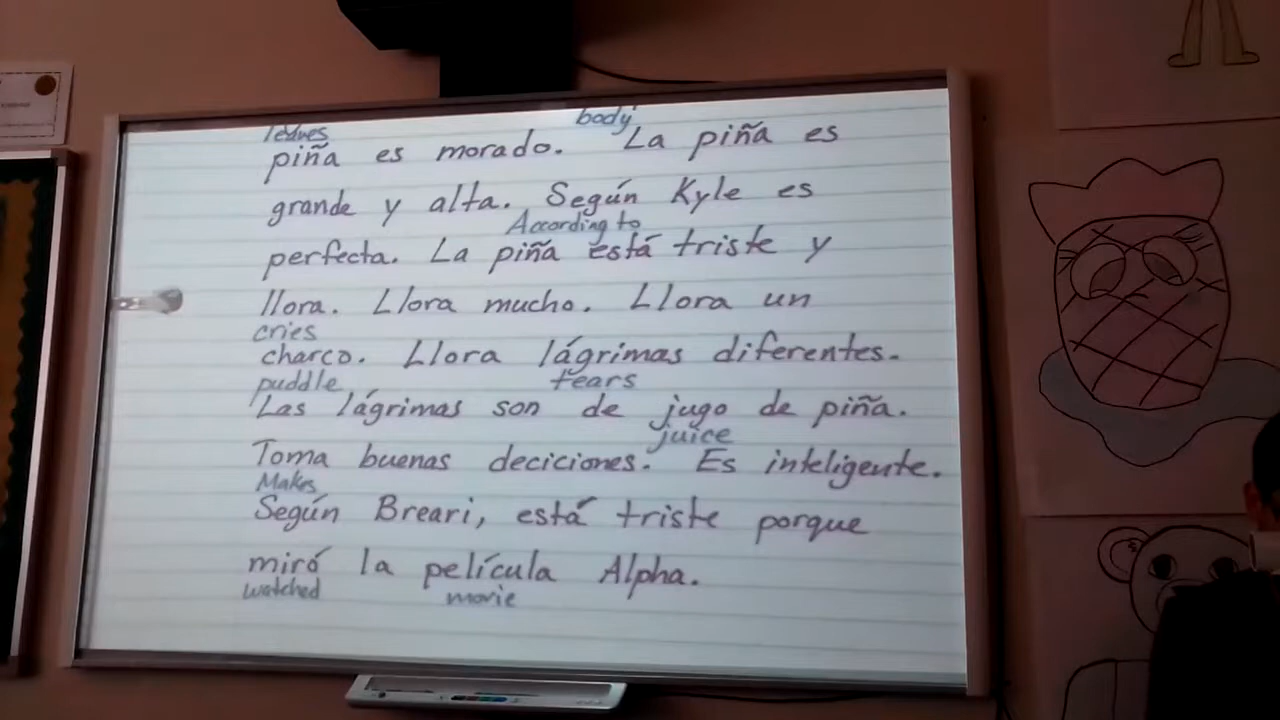 leaves body
piña es morado. La piña es
grande y alta. Según Kyle es
According to
perfecta. La piña está triste y
llora. Llora mucho. Llora un
cries
charco. Llora lágrimas diferentes.
puddle tears
Las lágrimas son de jugo de piña.
juice
Toma buenas deciciones. Es inteligente.
Makes
Según Breari, está triste porque
miró la película Alpha.
watched movie